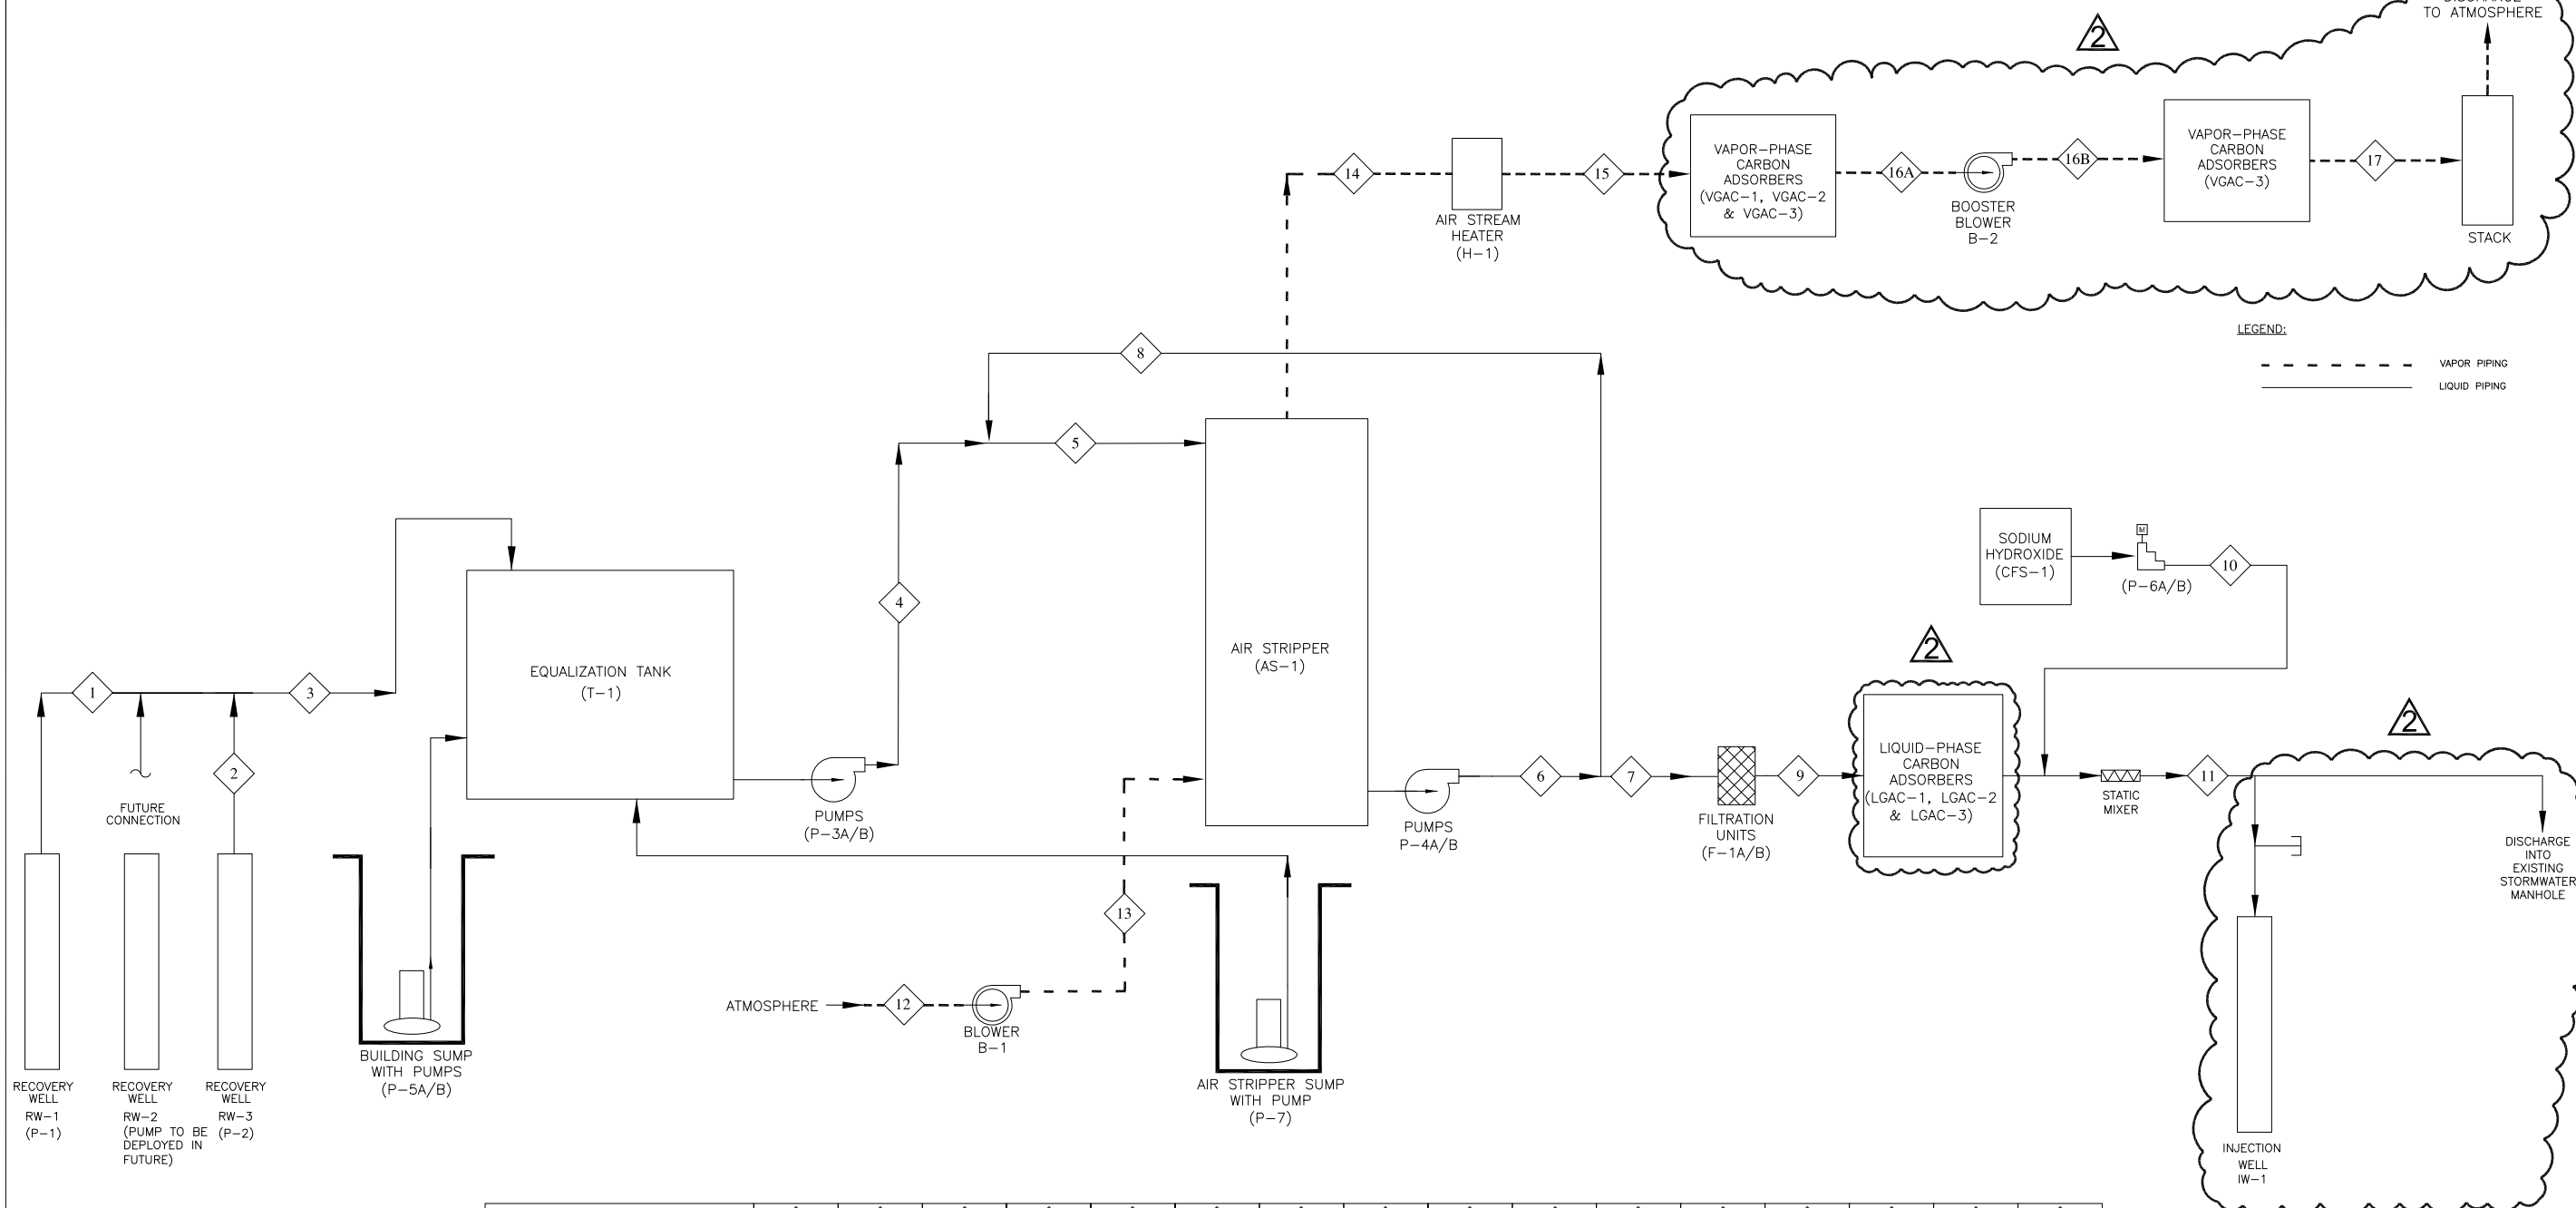 DISCHARGE
TO ATMOSPHERE
2
VAPOR-PHASE
CARBON
ADSORBERS
(VGAC-1, VGAC-2
& VGAC-3)
VAPOR-PHASE
CARBON
ADSORBERS
(VGAC-3)
14
15
16A
16B
17
AIR STREAM
HEATER
(H-1)
BOOSTER
BLOWER
B-2
STACK
LEGEND:
VAPOR PIPING
LIQUID PIPING
8
5
4
SODIUM
HYDROXIDE
(CFS-1)
M
(P-6A/B)
10
EQUALIZATION TANK
(T-1)
AIR STRIPPER
(AS-1)
2
2
1
3
2
FUTURE
CONNECTION
PUMPS
(P-3A/B)
PUMPS
P-4A/B
6
7
FILTRATION
UNITS
(F-1A/B)
9
LIQUID-PHASE
CARBON
ADSORBERS
(LGAC-1, LGAC-2
& LGAC-3)
STATIC
MIXER
11
DISCHARGE
INTO
EXISTING
STORMWATER
MANHOLE
13
ATMOSPHERE
12
BLOWER
B-1
BUILDING SUMP
WITH PUMPS
(P-5A/B)
AIR STRIPPER SUMP
WITH PUMP
(P-7)
RECOVERY
WELL
RW-1
(P-1)
RECOVERY
WELL
RW-2
(PUMP TO BE
DEPLOYED IN
FUTURE)
RECOVERY
WELL
RW-3
(P-2)
INJECTION
WELL
IW-1